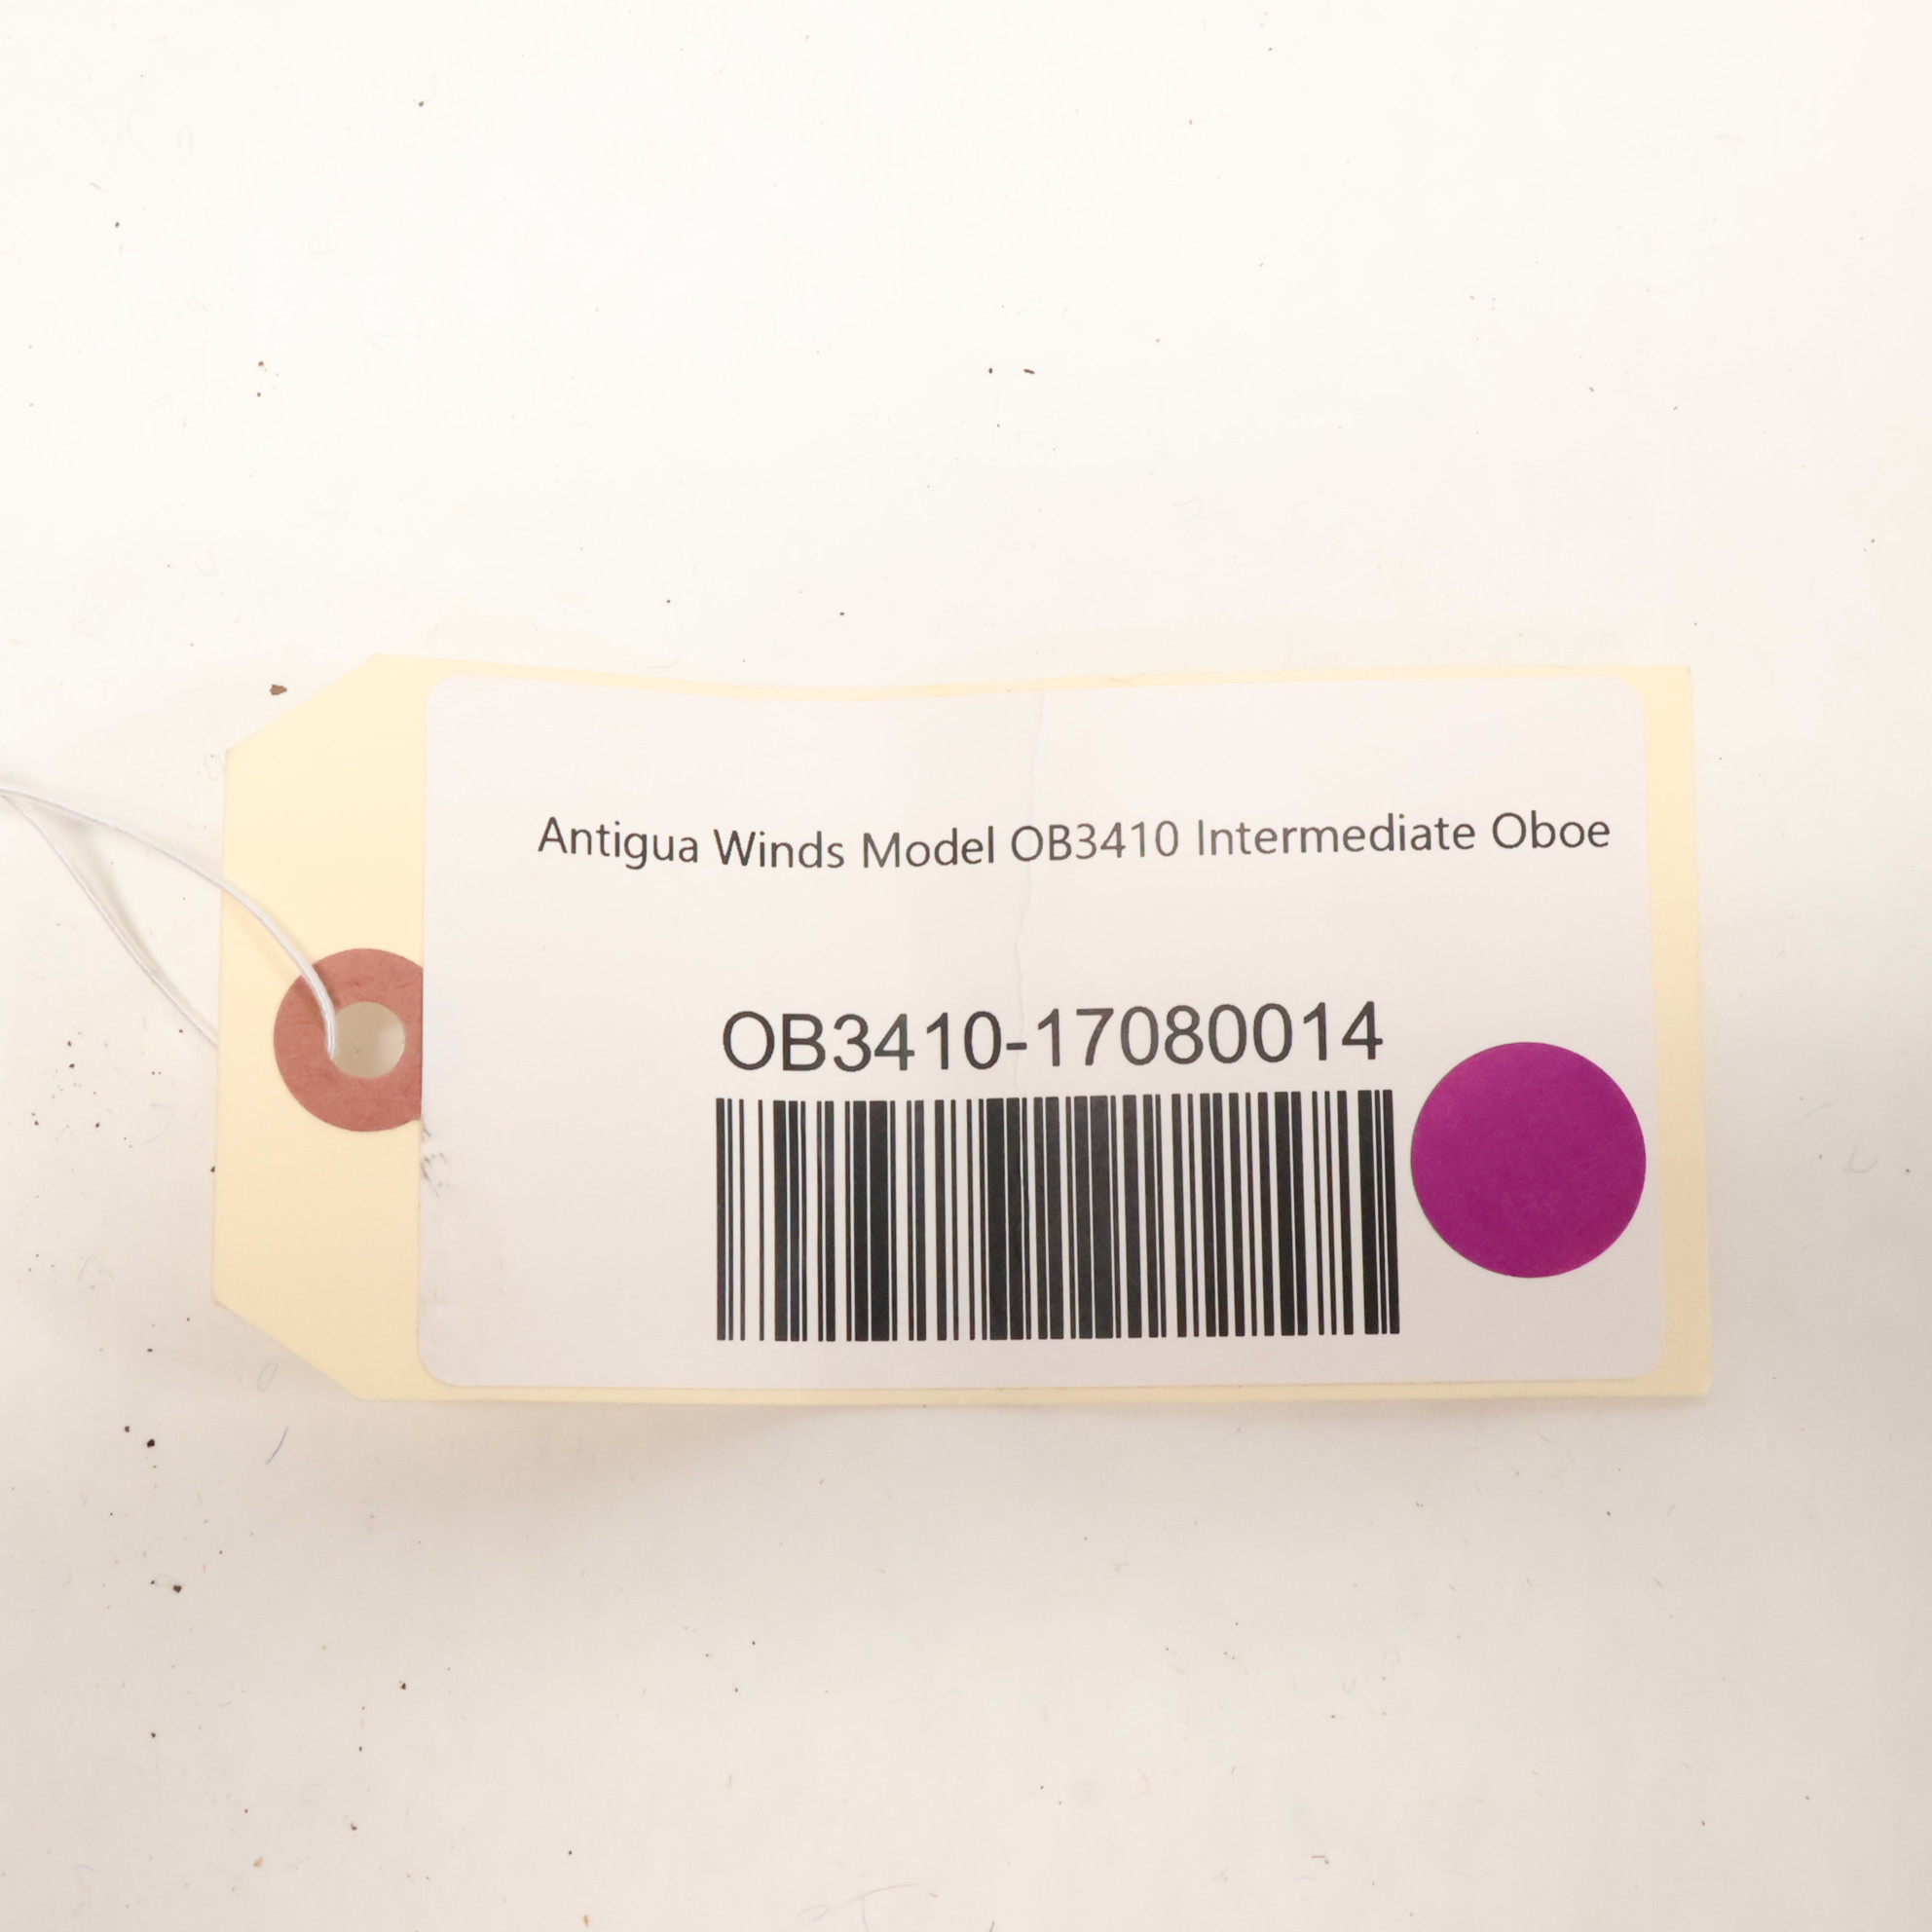 Antigua Winds Model OB3410 Intermediate Oboe
OB3410-17080014